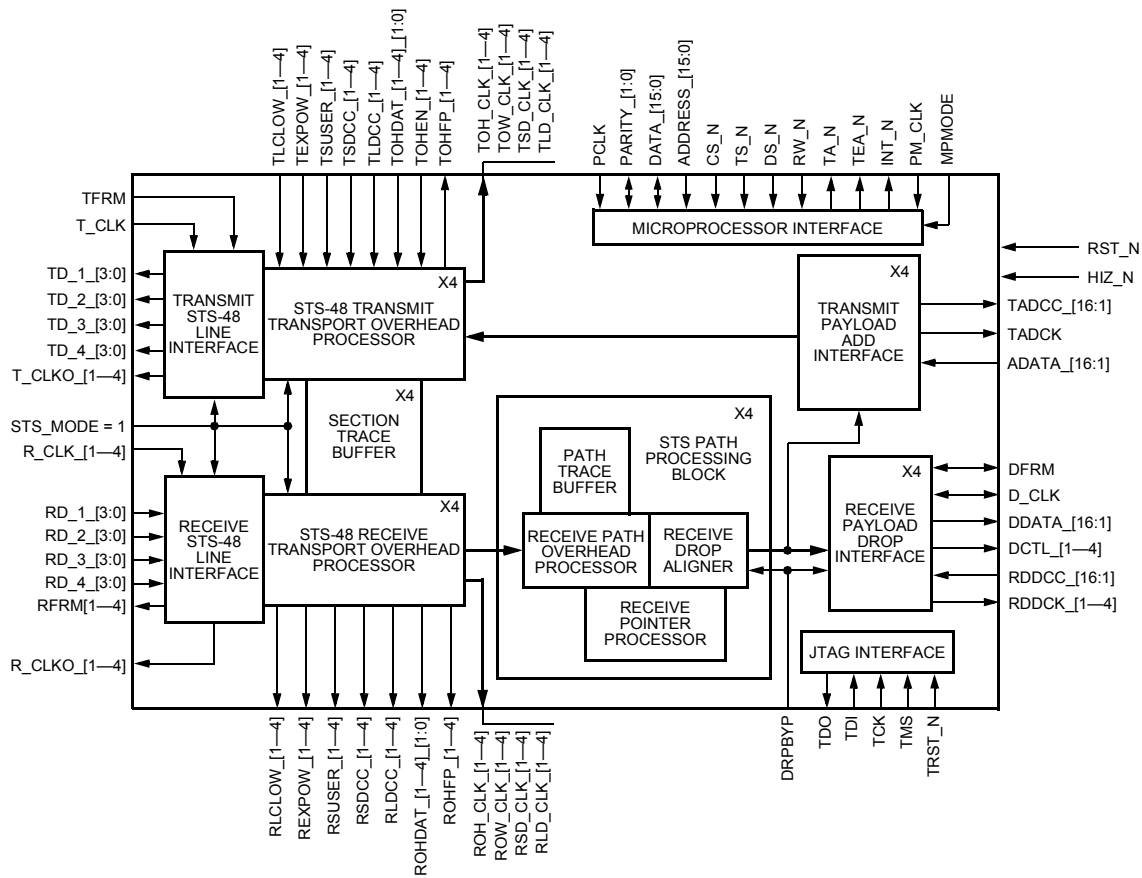 TLCLOW_[1—4]
TEXPOW_[1—4]
TSUSER_[1—4]
TSDCC_[1—4]
TLDCC_[1—4]
TOHDAT_[1—4]_[1:0]
TOHEN_[1—4]
TOHFP_[1—4]
TOH_CLK_[1—4]
TOW_CLK_[1—4]
TSD_CLK_[1—4]
TLD_CLK_[1—4]
PCLK
PARITY_[1:0]
DATA_[15:0]
ADDRESS_[15:0]
CS_N
TS_N
DS_N
RW_N
TA_N
TEA_N
INT_N
PM_CLK
MPMODE
TFRM
T_CLK
TD_1_[3:0]
TD_2_[3:0]
TD_3_[3:0]
TD_4_[3:0]
T_CLKO_[1—4]
STS_MODE = 1
R_CLK_[1—4]
RD_1_[3:0]
RD_2_[3:0]
RD_3_[3:0]
RD_4_[3:0]
RFRM[1—4]
R_CLKO_[1—4]
TRANSMIT
STS-48
LINE
INTERFACE
X4
STS-48 TRANSMIT
TRANSPORT OVERHEAD
PROCESSOR
X4
SECTION
TRACE
BUFFER
RECEIVE
STS-48 LINE
INTERFACE
X4
STS-48 RECEIVE
TRANSPORT OVERHEAD
PROCESSOR
MICROPROCESSOR INTERFACE
X4
STS PATH
PROCESSING
BLOCK
PATH
TRACE
BUFFER
RECEIVE PATH
OVERHEAD
PROCESSOR
RECEIVE
DROP
ALIGNER
RECEIVE
POINTER
PROCESSOR
X4
TRANSMIT
PAYLOAD
ADD
INTERFACE
X4
RECEIVE
PAYLOAD
DROP
INTERFACE
JTAG INTERFACE
RST_N
HIZ_N
TADCC_[16:1]
TADCK
ADATA_[16:1]
DFRM
D_CLK
DDATA_[16:1]
DCTL_[1—4]
RDDCC_[16:1]
RDDCK_[1—4]
RLCLOW_[1—4]
REXPOW_[1—4]
RSUSER_[1—4]
RSDCC_[1—4]
RLDCC_[1—4]
ROHDAT_[1—4]_[1:0]
ROHFP_[1—4]
ROH_CLK_[1—4]
ROW_CLK_[1—4]
RSD_CLK_[1—4]
RLD_CLK_[1—4]
DRPBYP
TDO
TDI
TCK
TMS
TRST_N